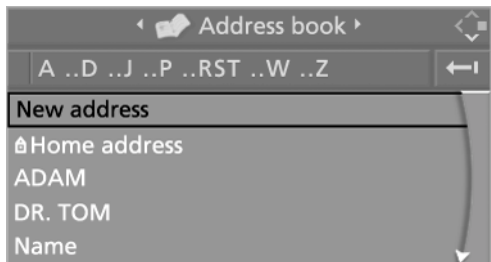 Address book
A ..D ..J ..P ..RST ..W ..Z
New address
Home address
ADAM
DR. TOM
Name